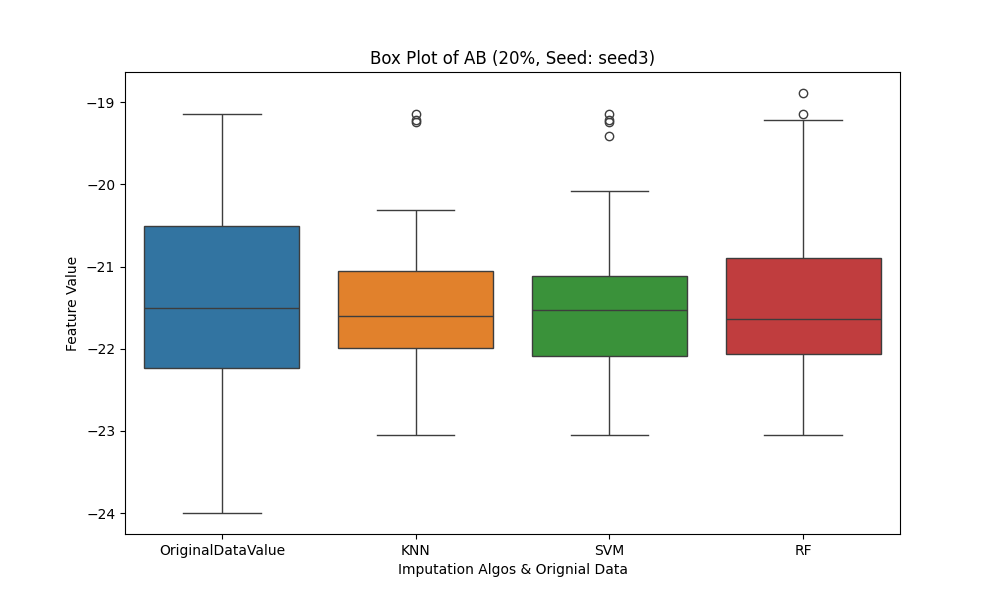 Box Plot of AB (20%, Seed: seed3)
Feature Value
−19
−20
−21
−22
−23
−24
OriginalDataValue KNN SVM RF
Imputation Algos & Orignial Data